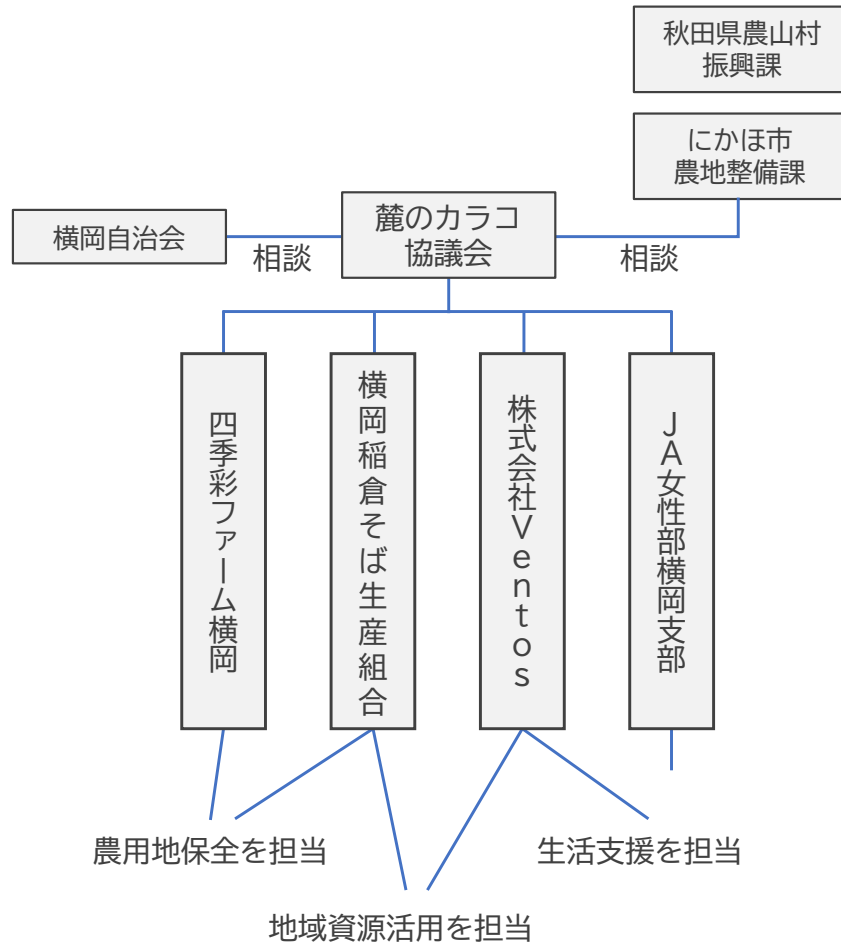 秋田県農山村
振興課
にかほ市
農地整備課
麓のカラコ
協議会
横岡自治会
相談
相談
四季彩ファーム横岡
横岡稲倉そば生産組合
株式会社Ｖｅｎｔｏｓ
ＪＡ女性部横岡支部
農用地保全を担当
生活支援を担当
地域資源活用を担当